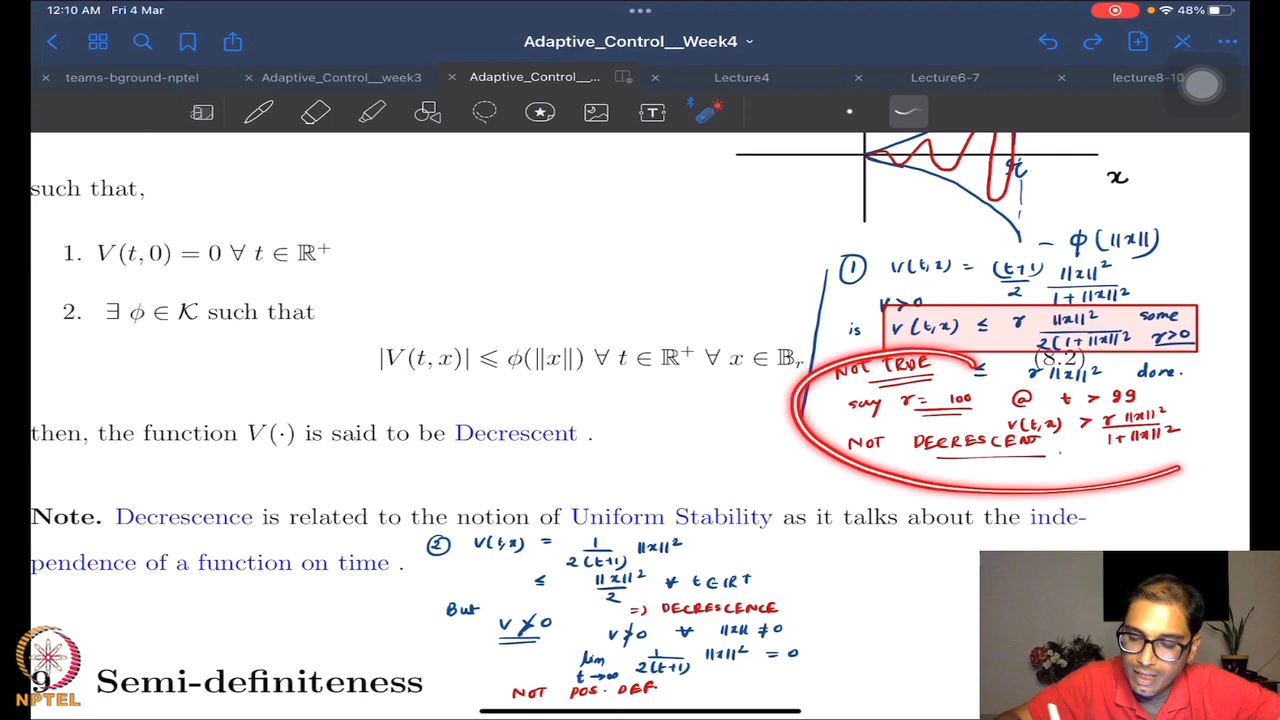 12:10 AM Fri 4 Mar
48%
Adaptive_Control__Week4
teams-bground-nptel
Adaptive_Control__week3
Adaptive_Control__...
Lecture4
Lecture6-7
lecture8-10
such that,
1. V(t, 0) = 0 ∀ t ∈ ℝ⁺
2. ∃ ϕ ∈ 𝒦 such that
|V(t, x)| ⩽ ϕ(‖x‖) ∀ t ∈ ℝ⁺ ∀ x ∈ 𝔹ᵣ
(8.2)
then, the function V(·) is said to be Decrescent .
Note. Decrescence is related to the notion of Uniform Stability as it talks about the inde-
pendence of a function on time .
9 Semi-definiteness
r
x
- ϕ(||x||)
① V(t,x) = (t+1)/2 ||x||²/(1+||x||²)
V>0
is V(t,x) ≤ r ||x||²/2(1+||x||² some r>0
NOT TRUE ≤ r||x||² done.
say r = 100 @ t > 99
V(t,x) > r||x||²/1+||x||²
NOT DECRESCENT
② V(t,x) = 1/2(t+1) ||x||²
≤ ||x||²/2 ∀ t∈ℝ⁺
⇒ DECRESCENCE
But V ≯ 0
V ≯ 0 ∀ ||x|| ≠ 0
lim t→∞ 1/2(t+1) ||x||² = 0
NOT POS. DEF.
NPTEL